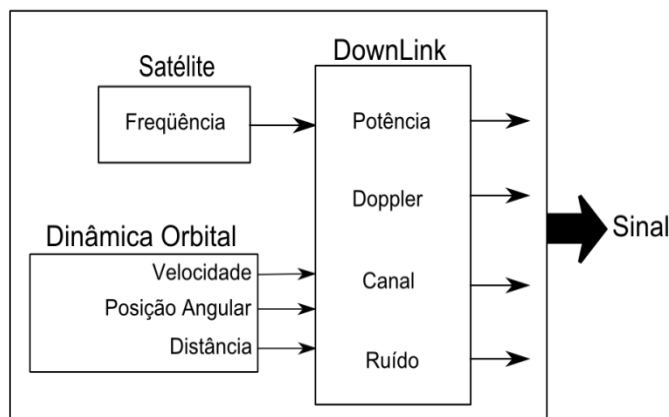 Satélite
Freqüência
Dinâmica Orbital
Velocidade
Posição Angular
Distância
DownLink
Potência
Doppler
Canal
Ruído
Sinal